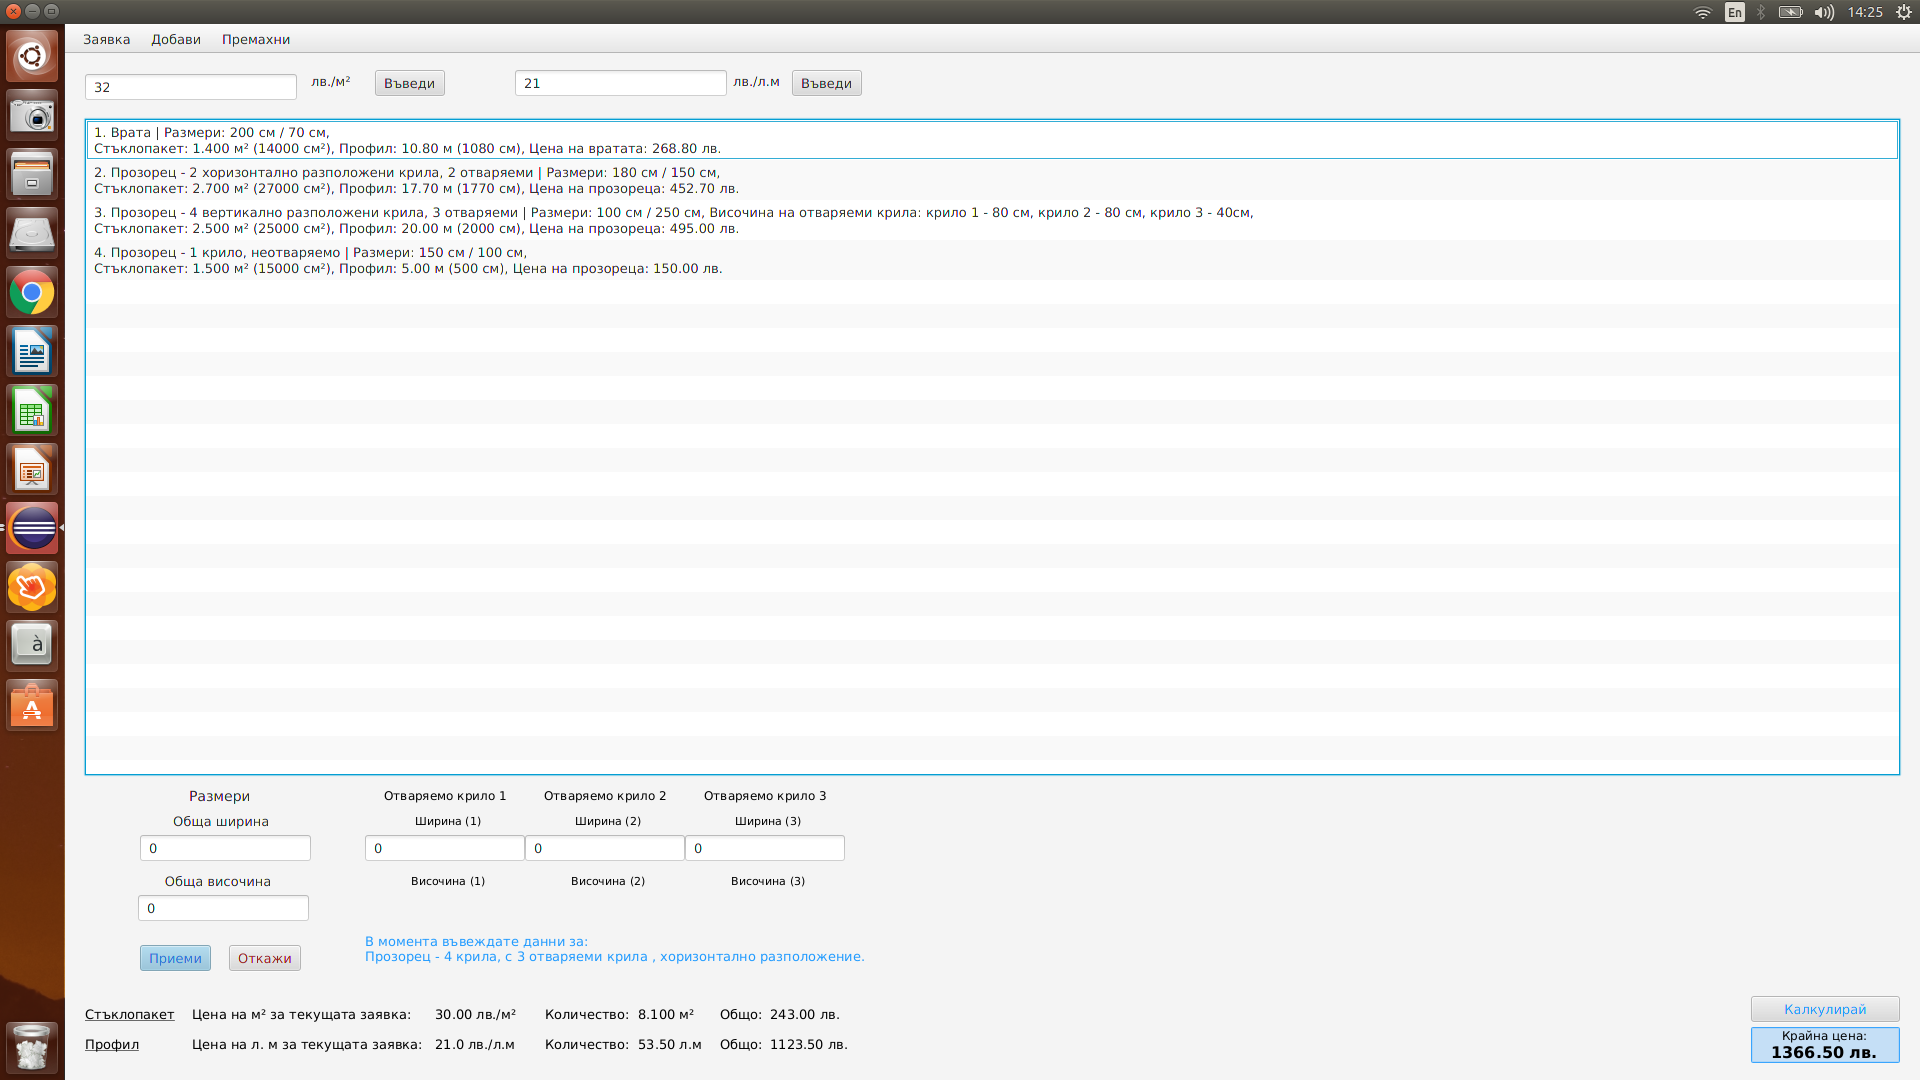 En 14:25
Заявка Добави Премахни
32 лв./м² Въведи 21 лв./л.м Въведи
1. Врата | Размери: 200 см / 70 см,
Стъклопакет: 1.400 м² (14000 см²), Профил: 10.80 м (1080 см), Цена на вратата: 268.80 лв.
2. Прозорец - 2 хоризонтално разположени крила, 2 отваряеми | Размери: 180 см / 150 см,
Стъклопакет: 2.700 м² (27000 см²), Профил: 17.70 м (1770 см), Цена на прозореца: 452.70 лв.
3. Прозорец - 4 вертикално разположени крила, 3 отваряеми | Размери: 100 см / 250 см, Височина на отваряеми крила: крило 1 - 80 см, крило 2 - 80 см, крило 3 - 40см,
Стъклопакет: 2.500 м² (25000 см²), Профил: 20.00 м (2000 см), Цена на прозореца: 495.00 лв.
4. Прозорец - 1 крило, неотваряемо | Размери: 150 см / 100 см,
Стъклопакет: 1.500 м² (15000 см²), Профил: 5.00 м (500 см), Цена на прозореца: 150.00 лв.
Размери Отваряемо крило 1 Отваряемо крило 2 Отваряемо крило 3
Обща ширина Ширина (1) Ширина (2) Ширина (3)
0 0 0 0
Обща височина Височина (1) Височина (2) Височина (3)
0
В момента въвеждате данни за:
Прозорец - 4 крила, с 3 отваряеми крила , хоризонтално разположение.
Приеми Откажи
Стъклопакет Цена на м² за текущата заявка: 30.00 лв./м² Количество: 8.100 м² Общо: 243.00 лв.
Профил Цена на л. м за текущата заявка: 21.0 лв./л.м Количество: 53.50 л.м Общо: 1123.50 лв.
Калкулирай
Крайна цена:
1366.50 лв.
à
A